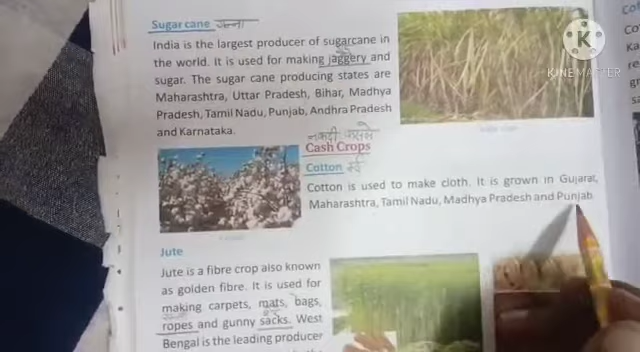 Sugar cane गन्ना
India is the largest producer of sugarcane in
the world. It is used for making jaggery and
sugar. The sugar cane producing states are
Maharashtra, Uttar Pradesh, Bihar, Madhya
Pradesh, Tamil Nadu, Punjab, Andhra Pradesh
and Karnataka.
नकदी फसलें
Cash Crops
Cotton रुई
Cotton is used to make cloth. It is grown in Gujarat,
Maharashtra, Tamil Nadu, Madhya Pradesh and Punjab.
Jute
Jute is a fibre crop also known
as golden fibre. It is used for
making carpets, mats, bags,
ropes and gunny sacks. West
Bengal is the leading producer
KINEMASTER